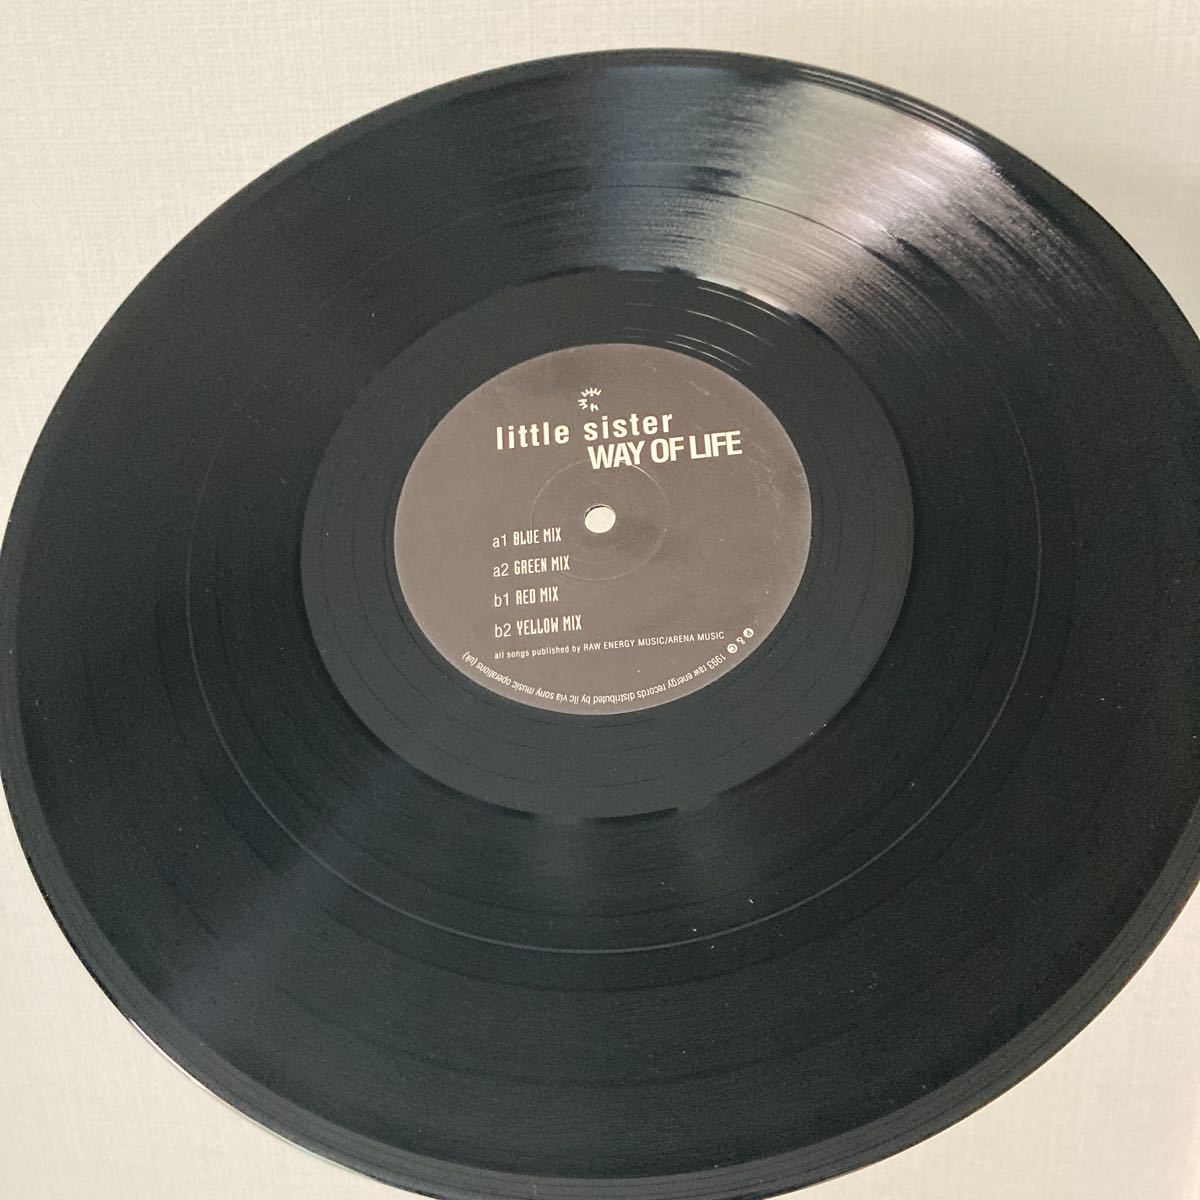 little sister
WAY OF LIFE
a1 BLUE MIX
a2 GREEN MIX
b1 RED MIX
b2 YELLOW MIX
all songs published by RAW ENERGY MUSIC/ARENA MUSIC
℗ & © 1993 raw energy records distributed by ilc via sony music operations (uk)